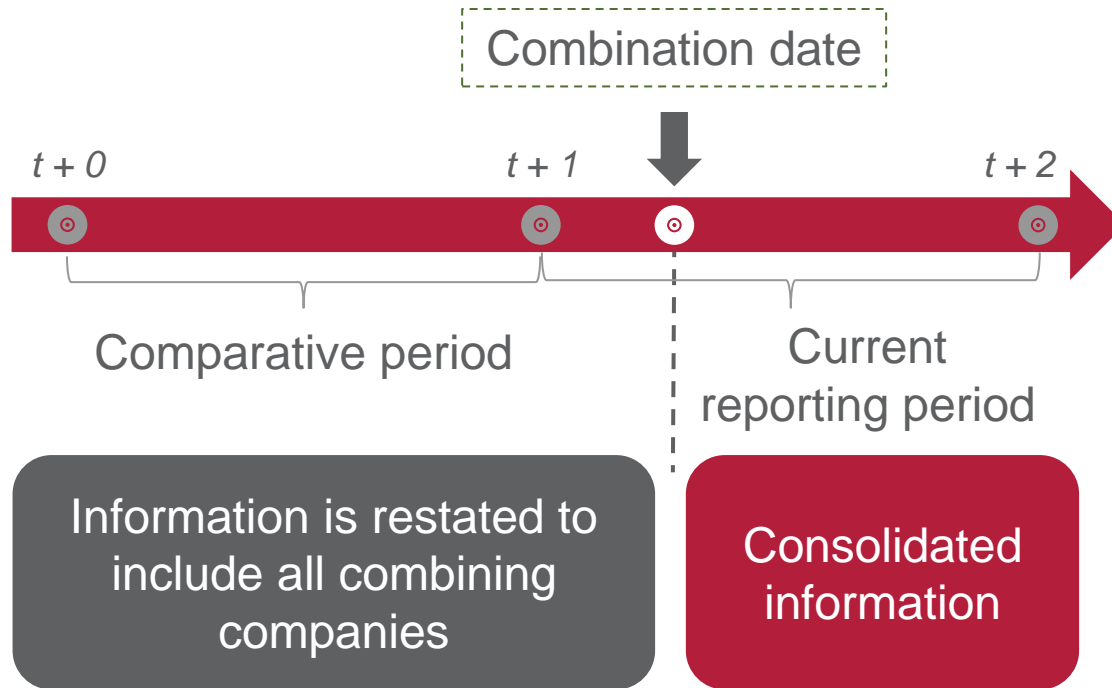 Combination date
t + 0
t + 1
t + 2
Comparative period
Current
reporting period
Information is restated to
include all combining
companies
Consolidated
information